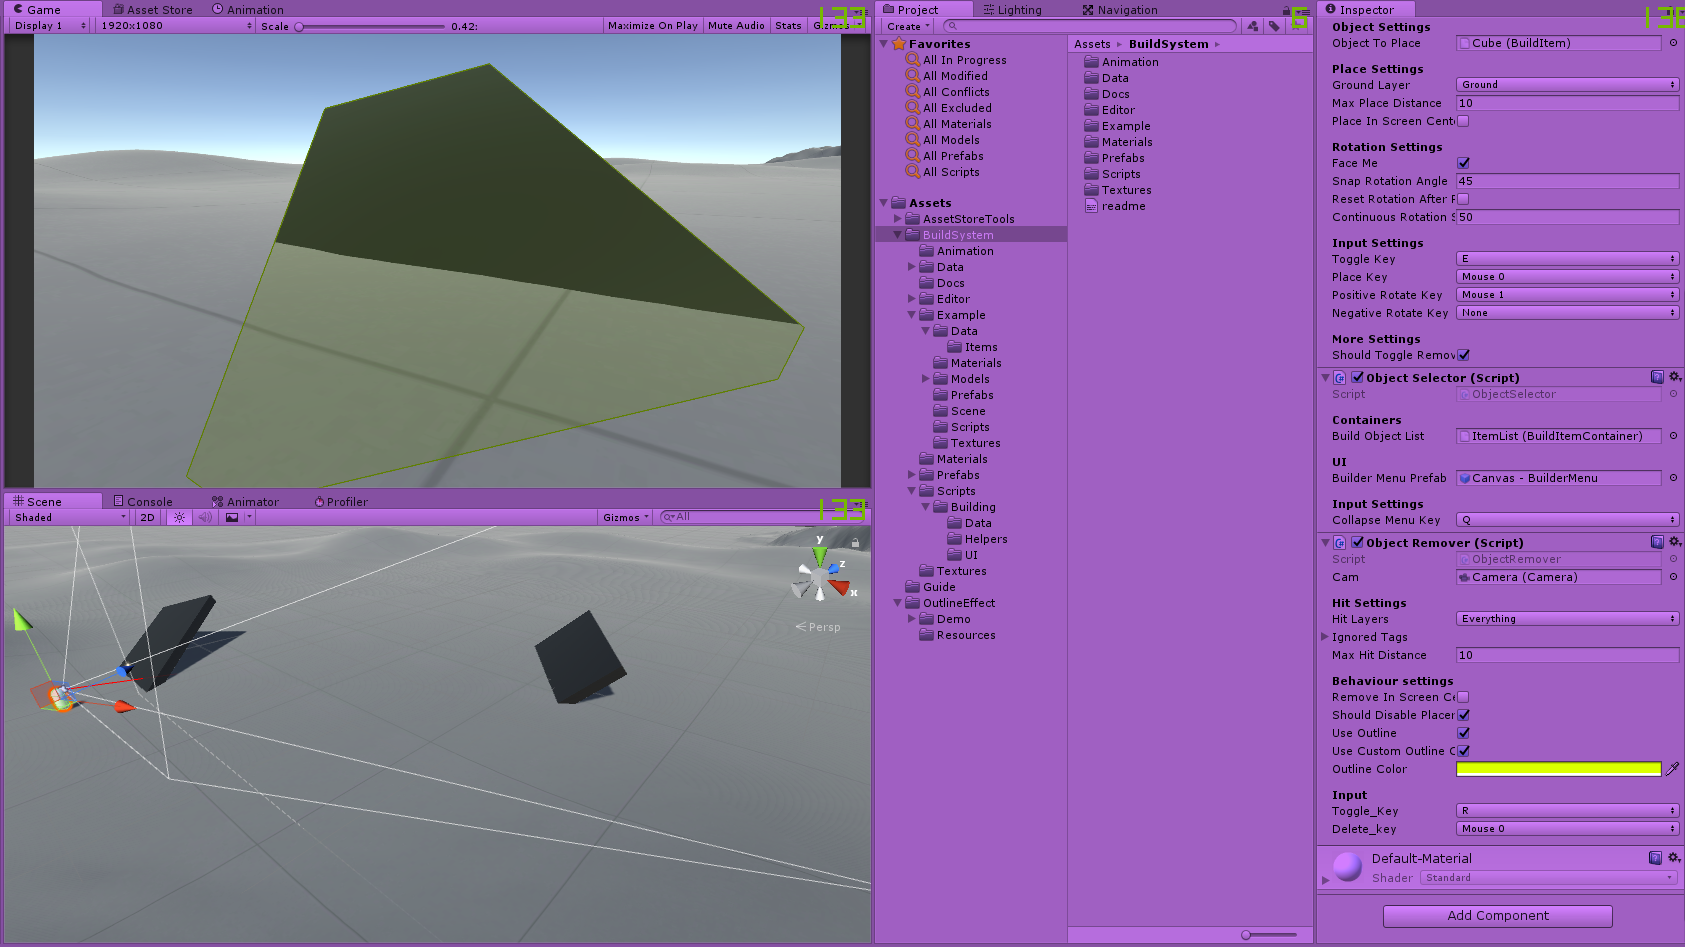 Game
Asset Store
Animation
133
Display 1
1920x1080
Scale
0.42:
Maximize On Play
Mute Audio
Stats
Gizmos
Scene
Console
Animator
Profiler
133
Shaded
2D
Gizmos
All
y
z
x
Persp
Project
Lighting
Navigation
6
Create
Favorites
All In Progress
All Modified
All Conflicts
All Excluded
All Materials
All Models
All Prefabs
All Scripts
Assets
AssetStoreTools
BuildSystem
Animation
Data
Docs
Editor
Example
Data
Items
Materials
Models
Prefabs
Scene
Scripts
Textures
Materials
Prefabs
Scripts
Building
Data
Helpers
UI
Textures
Guide
OutlineEffect
Demo
Resources
Assets BuildSystem
Animation
Data
Docs
Editor
Example
Materials
Prefabs
Scripts
Textures
readme
Inspector
Object Settings
Object To Place Cube (BuildItem)
Place Settings
Ground Layer Ground
Max Place Distance 10
Place In Screen Cent
Rotation Settings
Face Me
Snap Rotation Angle 45
Reset Rotation After
Continuous Rotation S 50
Input Settings
Toggle Key E
Place Key Mouse 0
Positive Rotate Key Mouse 1
Negative Rotate Key None
More Settings
Should Toggle Remov
Object Selector (Script)
Script ObjectSelector
Containers
Build Object List ItemList (BuildItemContainer)
UI
Builder Menu Prefab Canvas - BuilderMenu
Input Settings
Collapse Menu Key Q
Object Remover (Script)
Script ObjectRemover
Cam Camera (Camera)
Hit Settings
Hit Layers Everything
Ignored Tags
Max Hit Distance 10
Behaviour settings
Remove In Screen Ce
Should Disable Placer
Use Outline
Use Custom Outline C
Outline Color
Input
Toggle_Key R
Delete_key Mouse 0
Default-Material
Shader Standard
Add Component